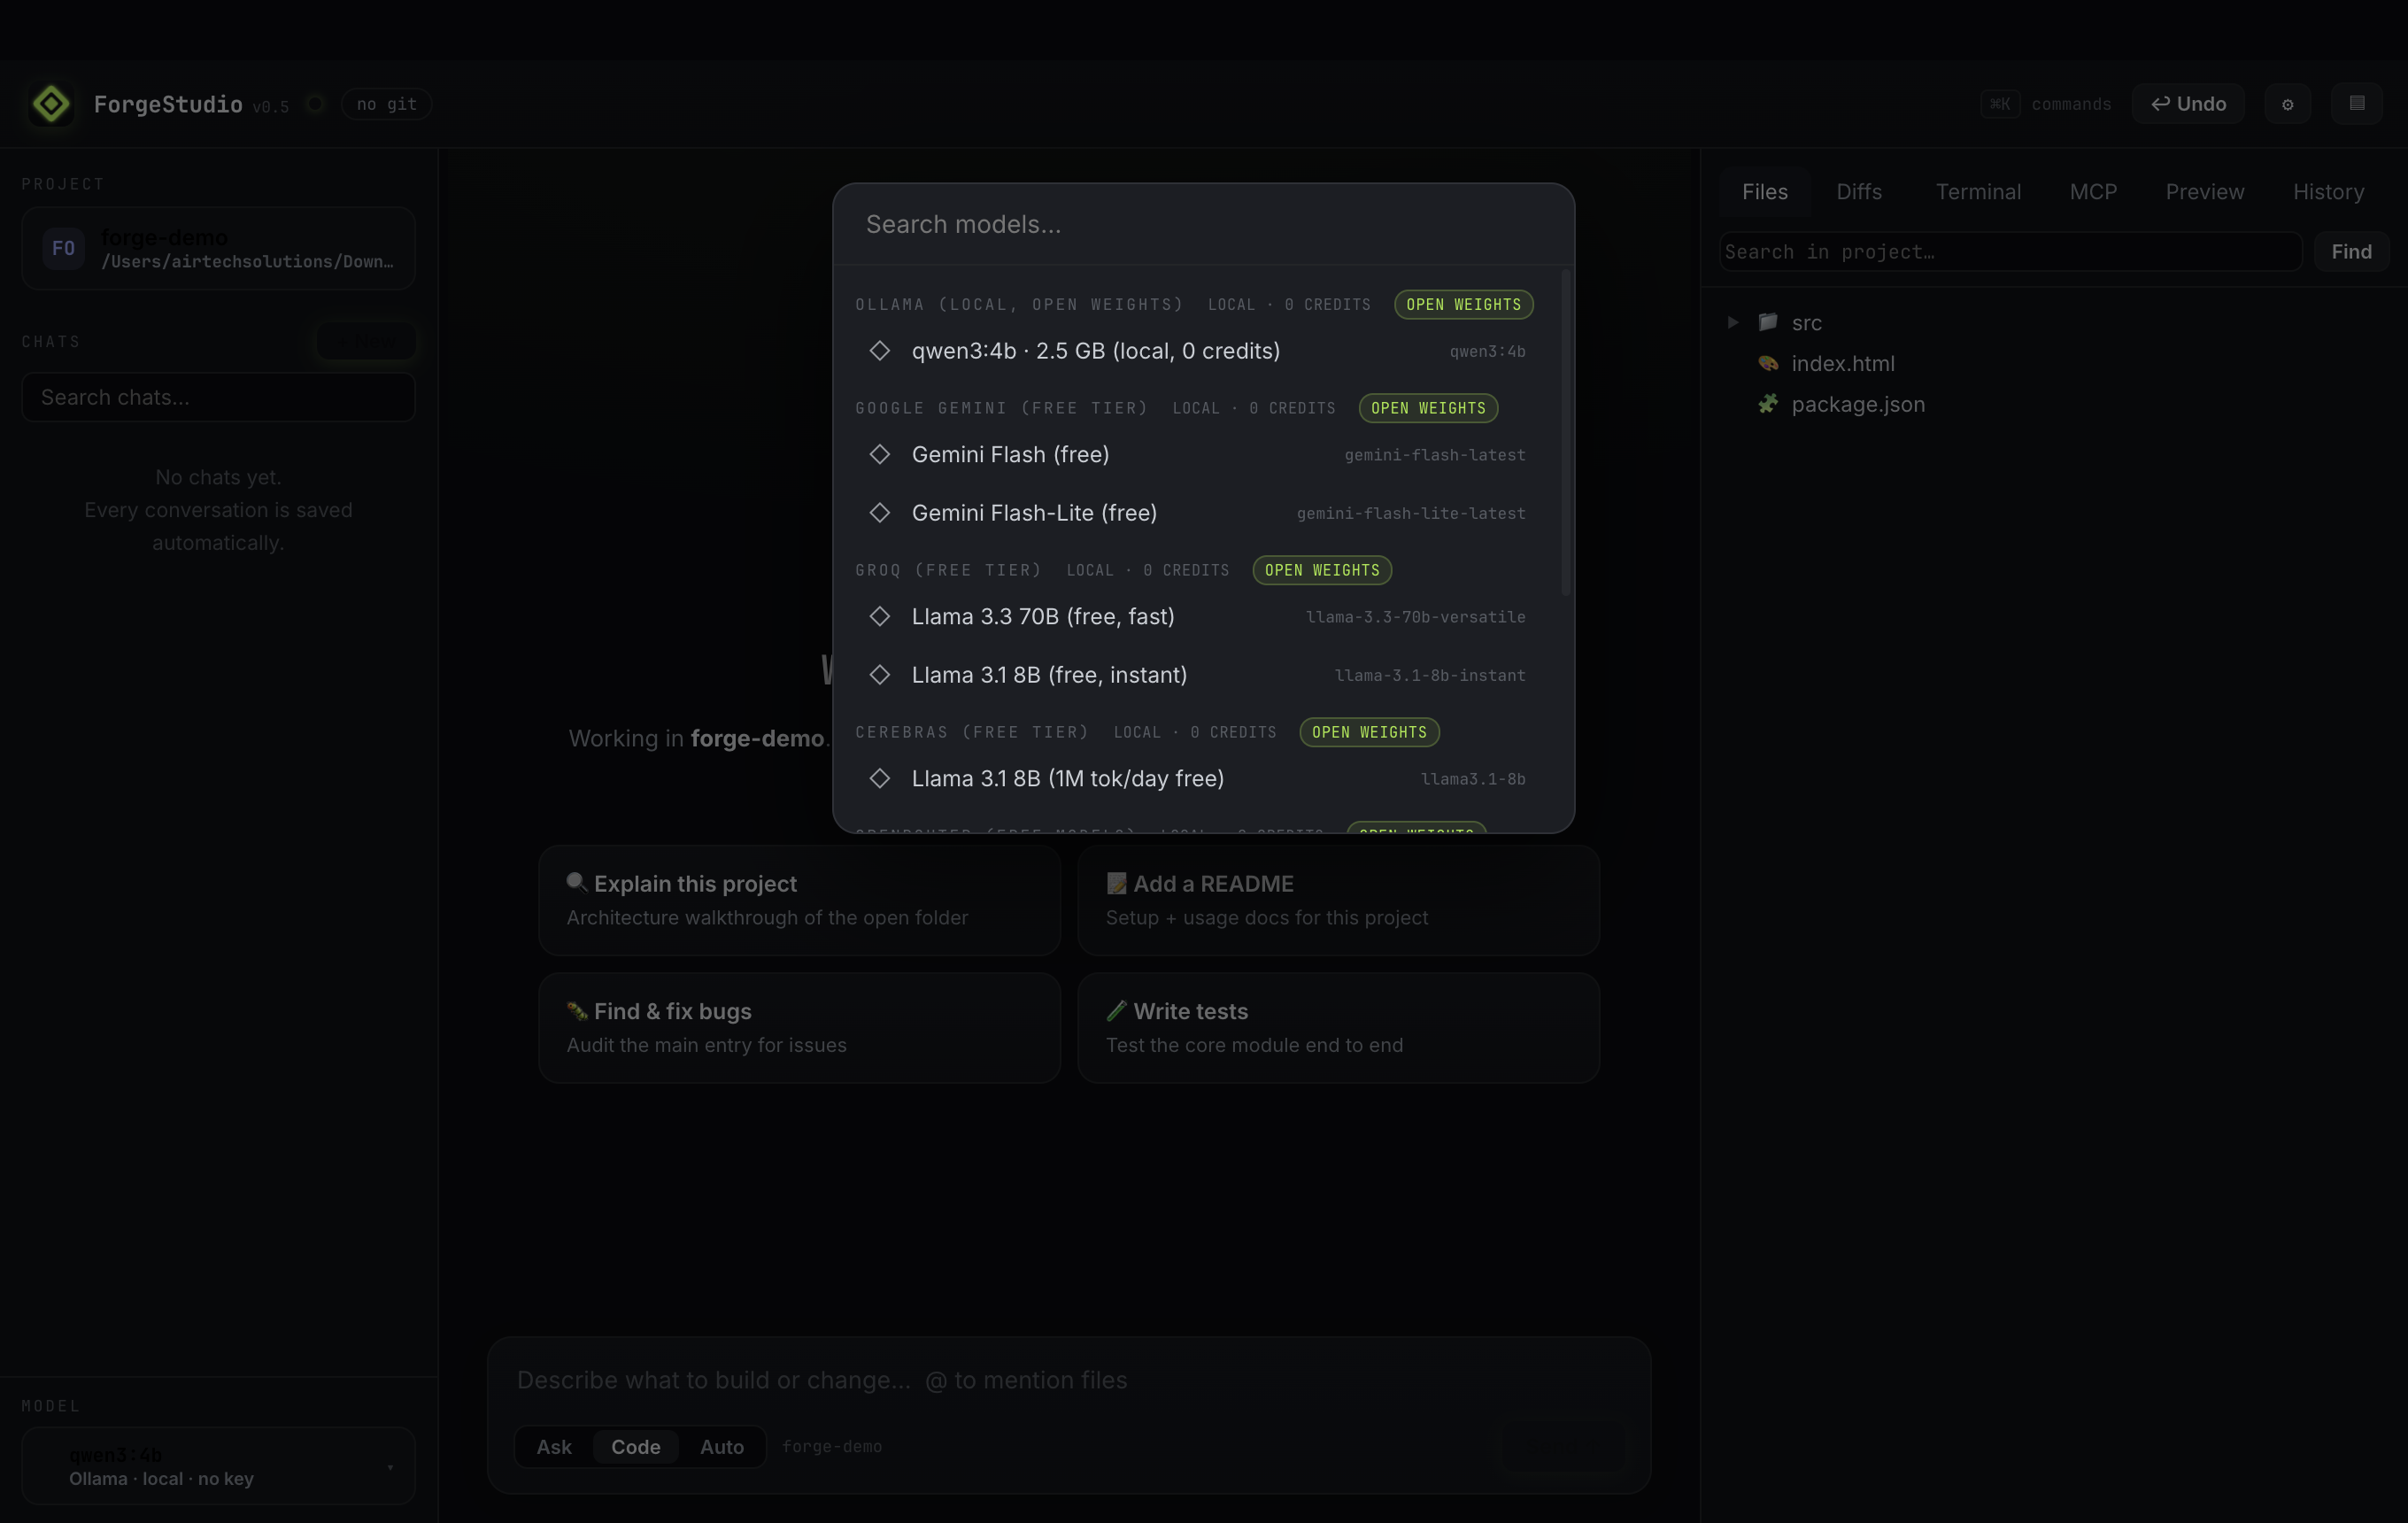 ForgeStudio v0.5
no git
⌘K commands
↩ Undo
PROJECT
FO
forge-demo
/Users/airtechsolutions/Down…
CHATS
+ New
Search chats…
No chats yet.
Every conversation is saved
automatically.
MODEL
qwen3:4b
Ollama · local · no key
Search models…
OLLAMA (LOCAL, OPEN WEIGHTS) LOCAL · 0 CREDITS OPEN WEIGHTS
qwen3:4b · 2.5 GB (local, 0 credits) qwen3:4b
GOOGLE GEMINI (FREE TIER) LOCAL · 0 CREDITS OPEN WEIGHTS
Gemini Flash (free) gemini-flash-latest
Gemini Flash-Lite (free) gemini-flash-lite-latest
GROQ (FREE TIER) LOCAL · 0 CREDITS OPEN WEIGHTS
Llama 3.3 70B (free, fast) llama-3.3-70b-versatile
Llama 3.1 8B (free, instant) llama-3.1-8b-instant
CEREBRAS (FREE TIER) LOCAL · 0 CREDITS OPEN WEIGHTS
Llama 3.1 8B (1M tok/day free) llama3.1-8b
OPENROUTER (FREE MODELS) LOCAL · 0 CREDITS OPEN WEIGHTS
W
Working in forge-demo.
Explain this project
Architecture walkthrough of the open folder
Add a README
Setup + usage docs for this project
Find & fix bugs
Audit the main entry for issues
Write tests
Test the core module end to end
Describe what to build or change… @ to mention files
Ask Code Auto forge-demo
Files Diffs Terminal MCP Preview History
Search in project…
Find
src
index.html
package.json